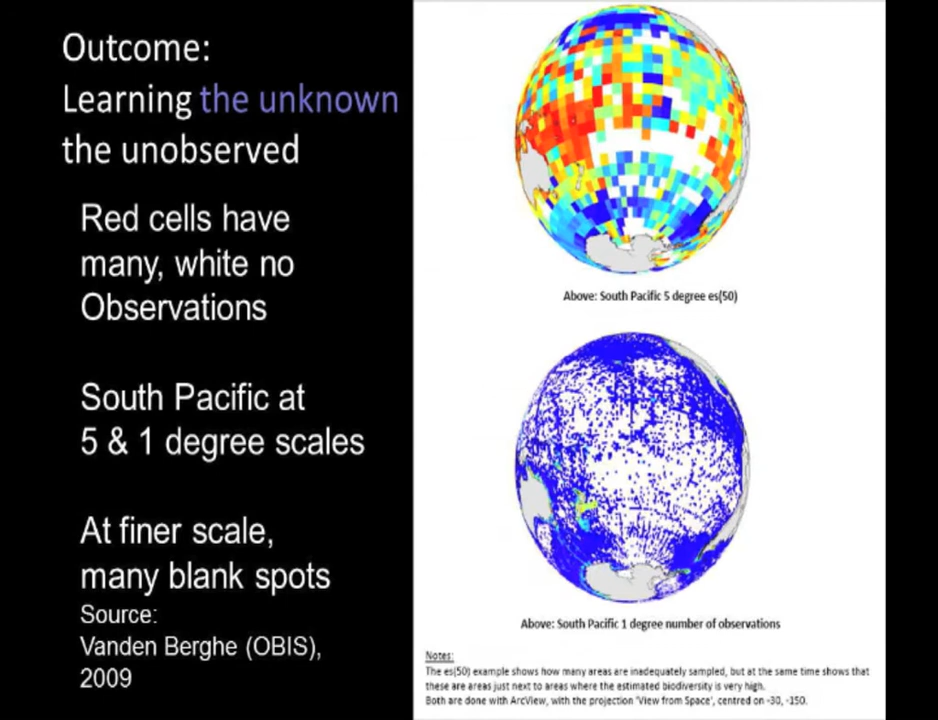 Outcome:
Learning the unknown
the unobserved
Red cells have
many, white no
Observations
South Pacific at
5 & 1 degree scales
At finer scale,
many blank spots
Source:
Vanden Berghe (OBIS),
2009
Above: South Pacific 5 degree es(50)
Above: South Pacific 1 degree number of observations
Notes:
The es(50) example shows how many areas are inadequately sampled, but at the same time shows that
these are areas just next to areas where the estimated biodiversity is very high.
Both are done with ArcView, with the projection 'View from Space', centred on -30, -150.